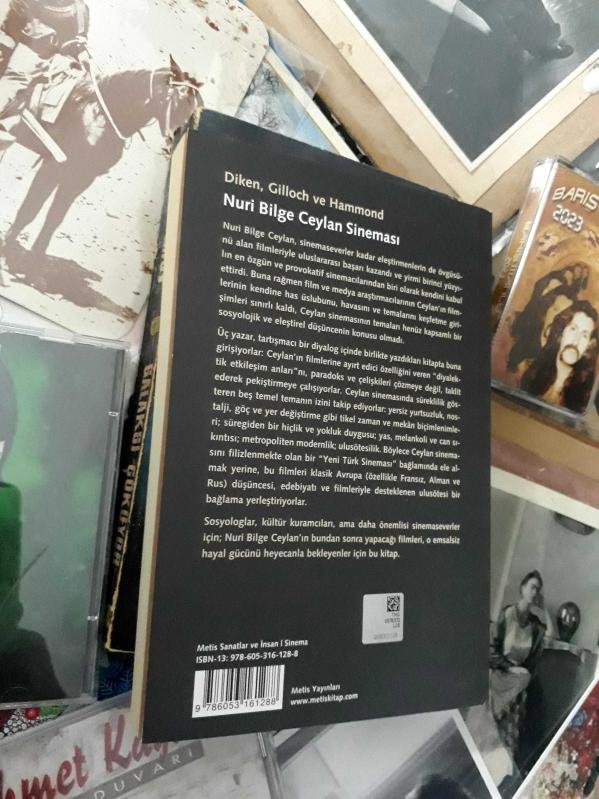 Diken, Gilloch ve Hammond
Nuri Bilge Ceylan Sineması
Nuri Bilge Ceylan, sinemaseverler kadar eleştirmenlerin de övgüsü-
nü alan filmleriyle uluslararası başarı kazandı ve yirmi birinci yüzyı-
lın en özgün ve provokatif sinemacılarından biri olarak kendini kabul
ettirdi. Buna rağmen film ve medya araştırmacılarının Ceylan'ın film-
lerinin kendine has üslubunu, havasını ve temalarını keşfetme giri-
şimleri sınırlı kaldı, Ceylan sinemasının temaları henüz kapsamlı bir
sosyolojik ve eleştirel düşüncenin konusu olmadı.
Üç yazar, tartışmacı bir diyalog içinde birlikte yazdıkları kitapta buna
girişiyorlar: Ceylan'ın filmlerine ayırt edici özelliğini veren "diyalek-
tik etkileşim anları"nı, paradoks ve çelişkileri çözmeye değil, taklit
ederek pekiştirmeye çalışıyorlar. Ceylan sinemasında süreklilik gös-
teren beş temel temanın izini takip ediyorlar: yersiz yurtsuzluk, nos-
talji, göç ve yer değiştirme gibi tikel zaman ve mekân biçimlenimle-
ri; süregiden bir hiçlik ve yokluk duygusu; yas, melankoli ve can sı-
kıntısı; metropoliten modernlik; ulusötesilik. Böylece Ceylan sinema-
sını filizlenmekte olan bir "Yeni Türk Sineması" bağlamında ele al-
mak yerine, bu filmleri klasik Avrupa (özellikle Fransız, Alman ve
Rus) düşüncesi, edebiyatı ve filmleriyle desteklenen ulusötesi bir
bağlama yerleştiriyorlar.
Sosyologlar, kültür kuramcıları, ama daha önemlisi sinemaseverler
için; Nuri Bilge Ceylan'ın bundan sonra yapacağı filmleri, o emsalsiz
hayal gücünü heyecanla bekleyenler için bu kitap.
Metis Sanatlar ve İnsan | Sinema
ISBN-13: 978-605-316-128-8
9 786053 161288
Metis Yayınları
www.metiskitap.com
BARIS
2023
DUVARI